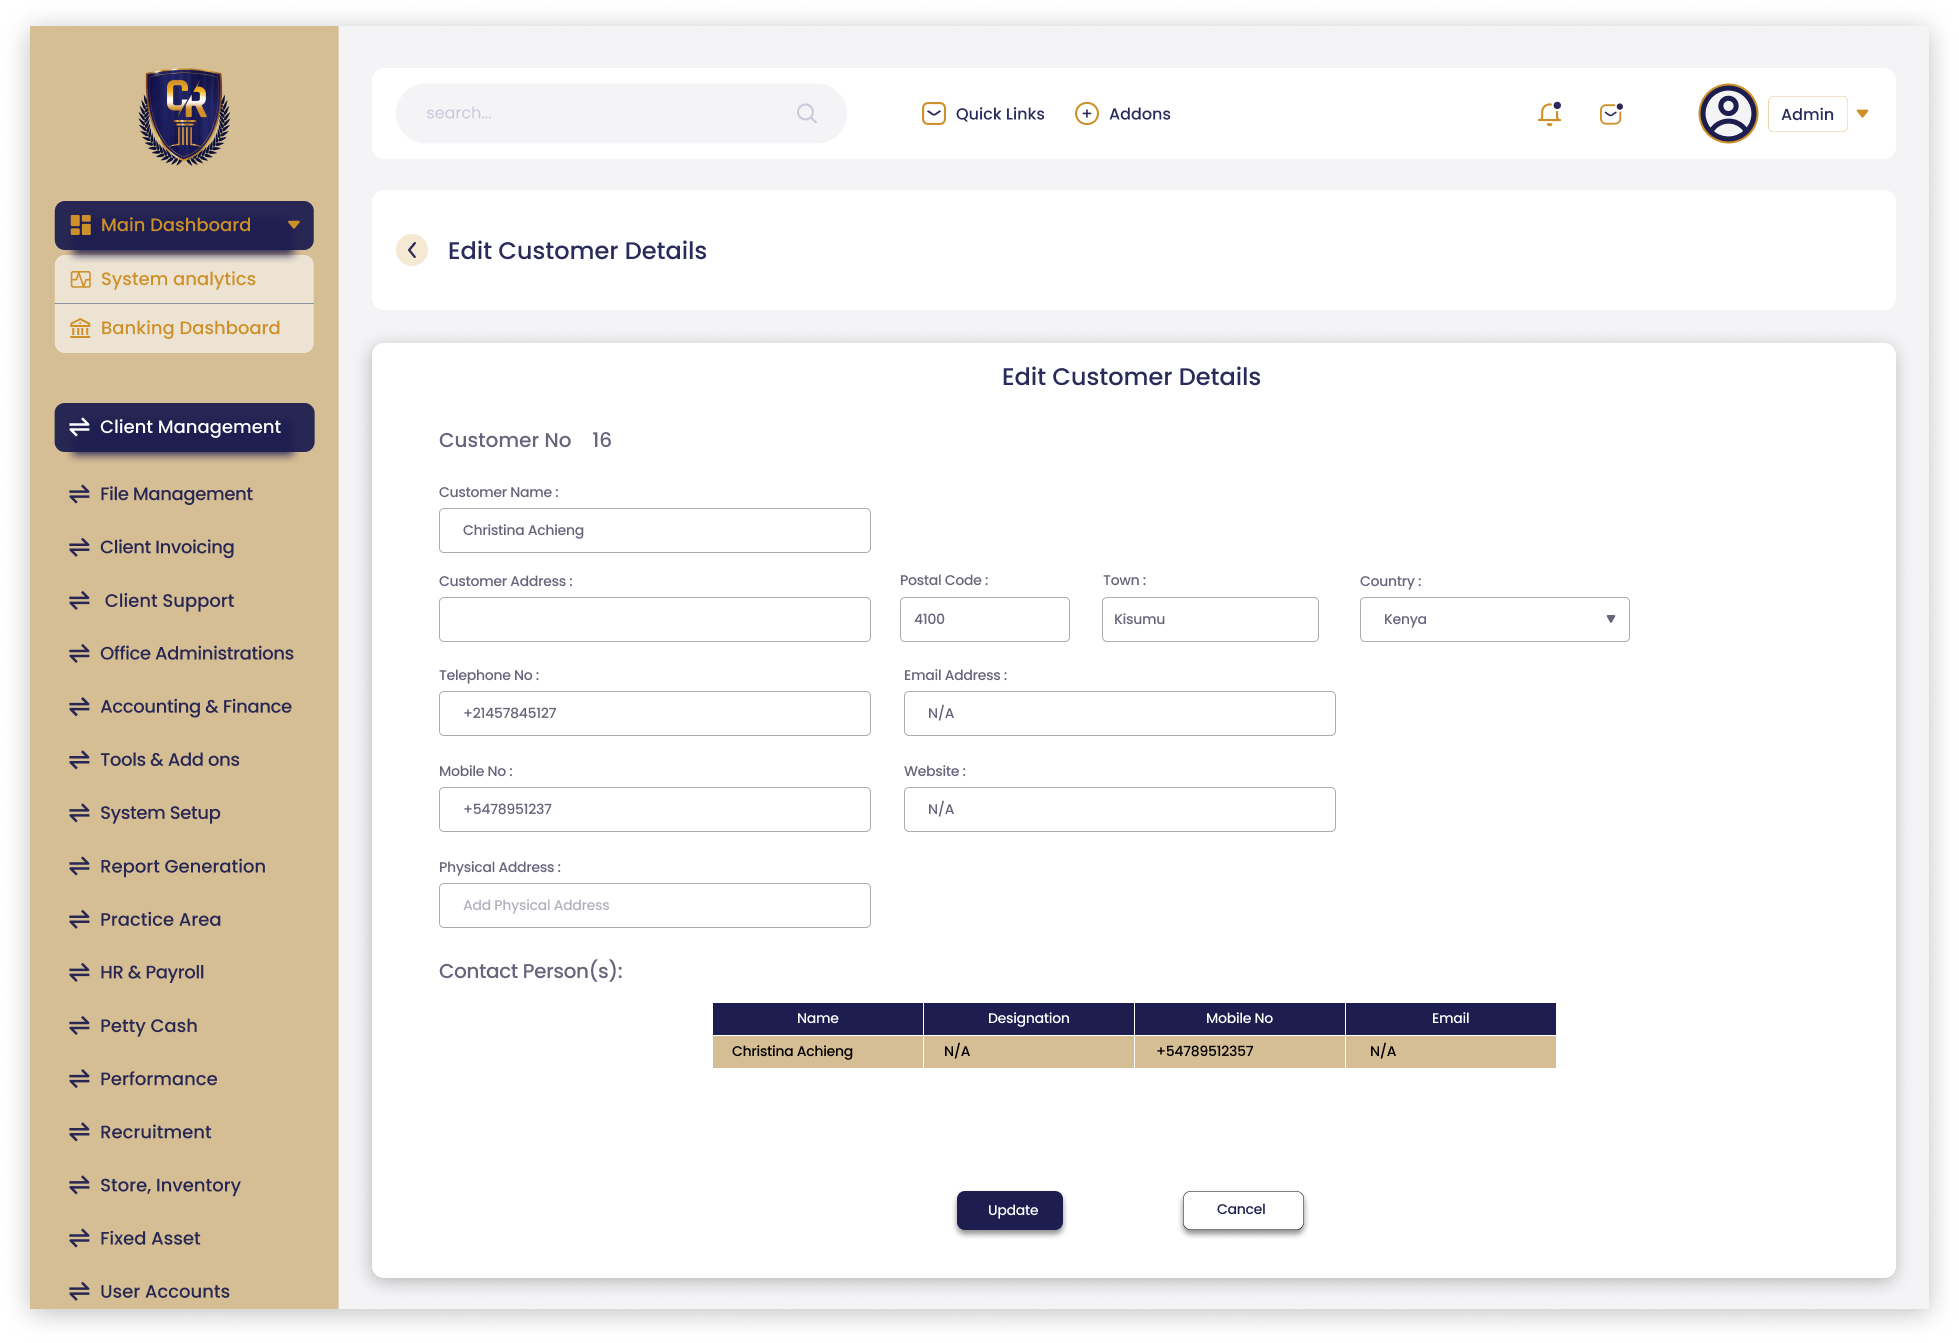 CR
search...
Quick Links
Addons
Admin
Main Dashboard
System analytics
Banking Dashboard
Client Management
File Management
Client Invoicing
Client Support
Office Administrations
Accounting & Finance
Tools & Add ons
System Setup
Report Generation
Practice Area
HR & Payroll
Petty Cash
Performance
Recruitment
Store, Inventory
Fixed Asset
User Accounts
Edit Customer Details
Edit Customer Details
Customer No 16
Customer Name :
Christina Achieng
Customer Address :
Postal Code :
4100
Town :
Kisumu
Country :
Kenya
Telephone No :
+21457845127
Email Address :
N/A
Mobile No :
+5478951237
Website :
N/A
Physical Address :
Add Physical Address
Contact Person(s):
Name Designation Mobile No Email
Christina Achieng N/A +54789512357 N/A
Update
Cancel